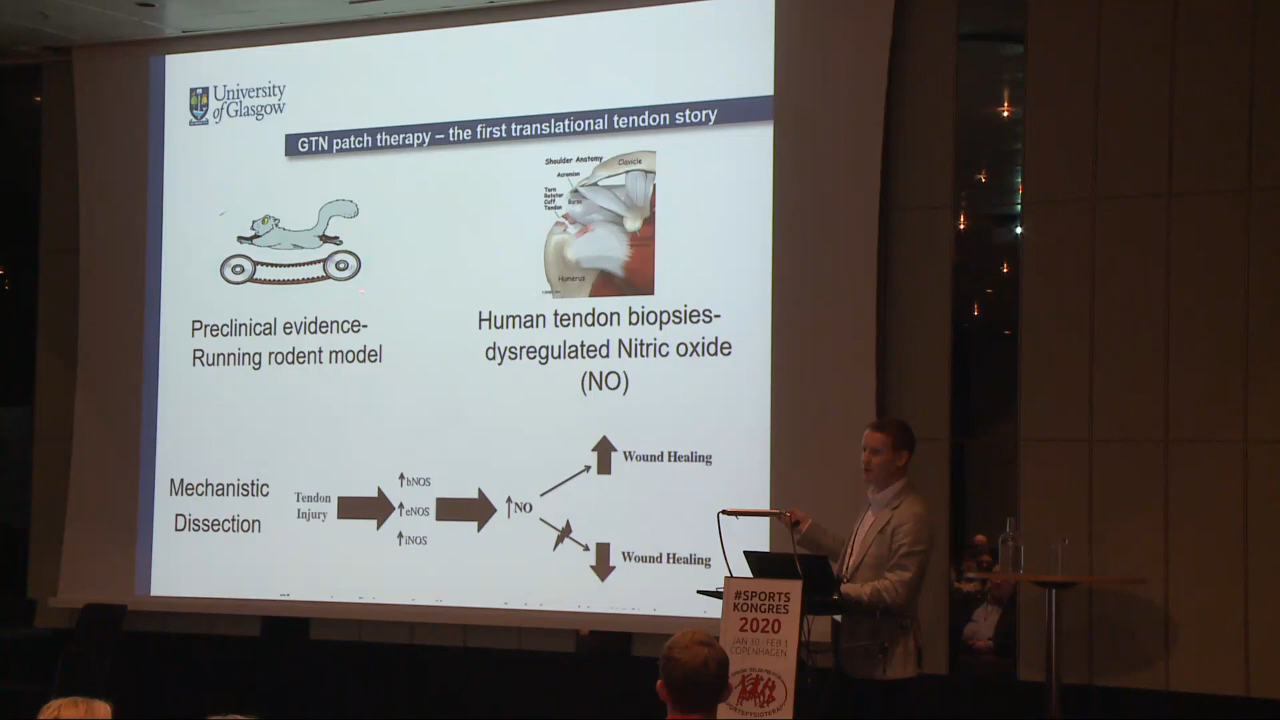 University
of Glasgow
GTN patch therapy – the first translational tendon story
Shoulder Anatomy
Clavicle
Acromion
Torn
Rotator
Cuff
Tendon
Bursa
Humerus
Preclinical evidence-
Running rodent model
Human tendon biopsies-
dysregulated Nitric oxide
(NO)
Mechanistic
Dissection
Tendon
Injury
↑bNOS
↑eNOS
↑iNOS
↑NO
Wound Healing
Wound Healing
#SPORTS
KONGRES
2020
JAN 30 - FEB 1
COPENHAGEN